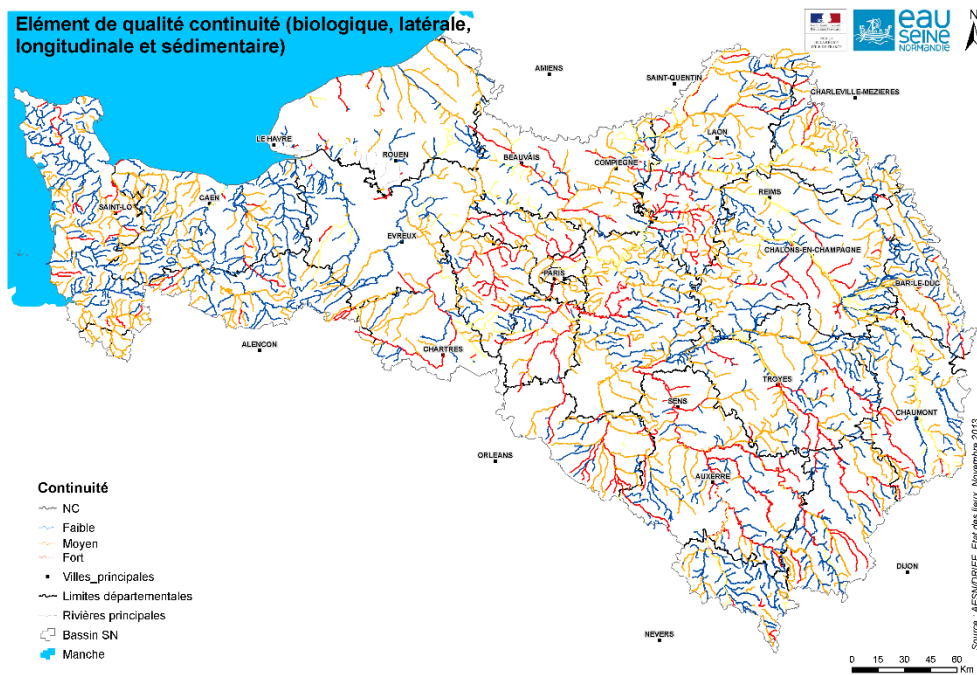 Elément de qualité continuité (biologique, latérale,
longitudinale et sédimentaire)
eau
SEINE
NORMANDIE
N
AMIENS
SAINT-QUENTIN
CHARLEVILLE-MEZIERES
LE HAVRE
LAON
ROUEN
BEAUVAIS
COMPIEGNE
REIMS
SAINT-LO
CAEN
EVREUX
CHALONS-EN-CHAMPAGNE
PARIS
BAR-LE-DUC
ALENCON
CHARTRES
TROYES
SENS
CHAUMONT
ORLEANS
AUXERRE
DIJON
NEVERS
Continuité
NC
Faible
Moyen
Fort
Villes_principales
Limites départementales
Rivières principales
Bassin SN
Manche
Source : AESN/DRIEE, Etat des lieux, Novembre 2013
0 15 30 45 60
Km